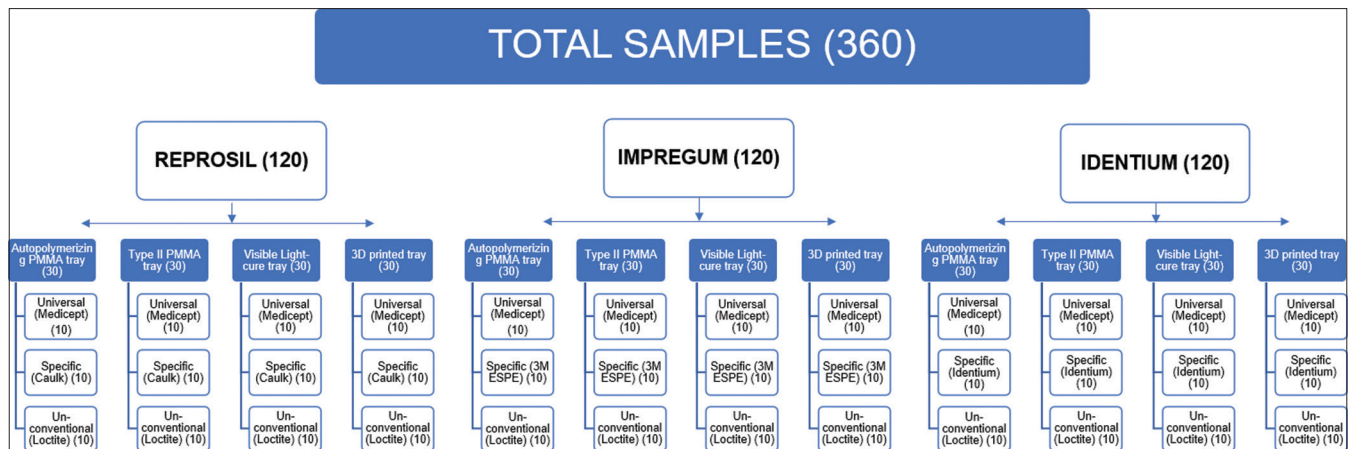 TOTAL SAMPLES (360)
REPROSIL (120)
IMPREGUM (120)
IDENTIUM (120)
Autopolymerizin
g PMMA tray
(30)
Type II PMMA
tray (30)
Visible Light-
cure tray (30)
3D printed tray
(30)
Autopolymerizin
g PMMA tray
(30)
Type II PMMA
tray (30)
Visible Light-
cure tray (30)
3D printed tray
(30)
Autopolymerizin
g PMMA tray
(30)
Type II PMMA
tray (30)
Visible Light-
cure tray (30)
3D printed tray
(30)
Universal
(Medicept)
(10)
Universal
(Medicept)
(10)
Universal
(Medicept)
(10)
Universal
(Medicept)
(10)
Universal
(Medicept)
(10)
Universal
(Medicept)
(10)
Universal
(Medicept)
(10)
Universal
(Medicept)
(10)
Universal
(Medicept)
(10)
Universal
(Medicept)
(10)
Universal
(Medicept)
(10)
Universal
(Medicept)
(10)
Specific
(Caulk) (10)
Specific
(Caulk) (10)
Specific
(Caulk) (10)
Specific
(Caulk) (10)
Specific (3M
ESPE) (10)
Specific (3M
ESPE) (10)
Specific (3M
ESPE) (10)
Specific (3M
ESPE) (10)
Specific
(Identium)
(10)
Specific
(Identium)
(10)
Specific
(Identium)
(10)
Specific
(Identium)
(10)
Un-
conventional
(Loctite) (10)
Un-
conventional
(Loctite) (10)
Un-
conventional
(Loctite) (10)
Un-
conventional
(Loctite) (10)
Un-
conventional
(Loctite) (10)
Un-
conventional
(Loctite) (10)
Un-
conventional
(Loctite) (10)
Un-
conventional
(Loctite) (10)
Un-
conventional
(Loctite) (10)
Un-
conventional
(Loctite) (10)
Un-
conventional
(Loctite) (10)
Un-
conventional
(Loctite) (10)